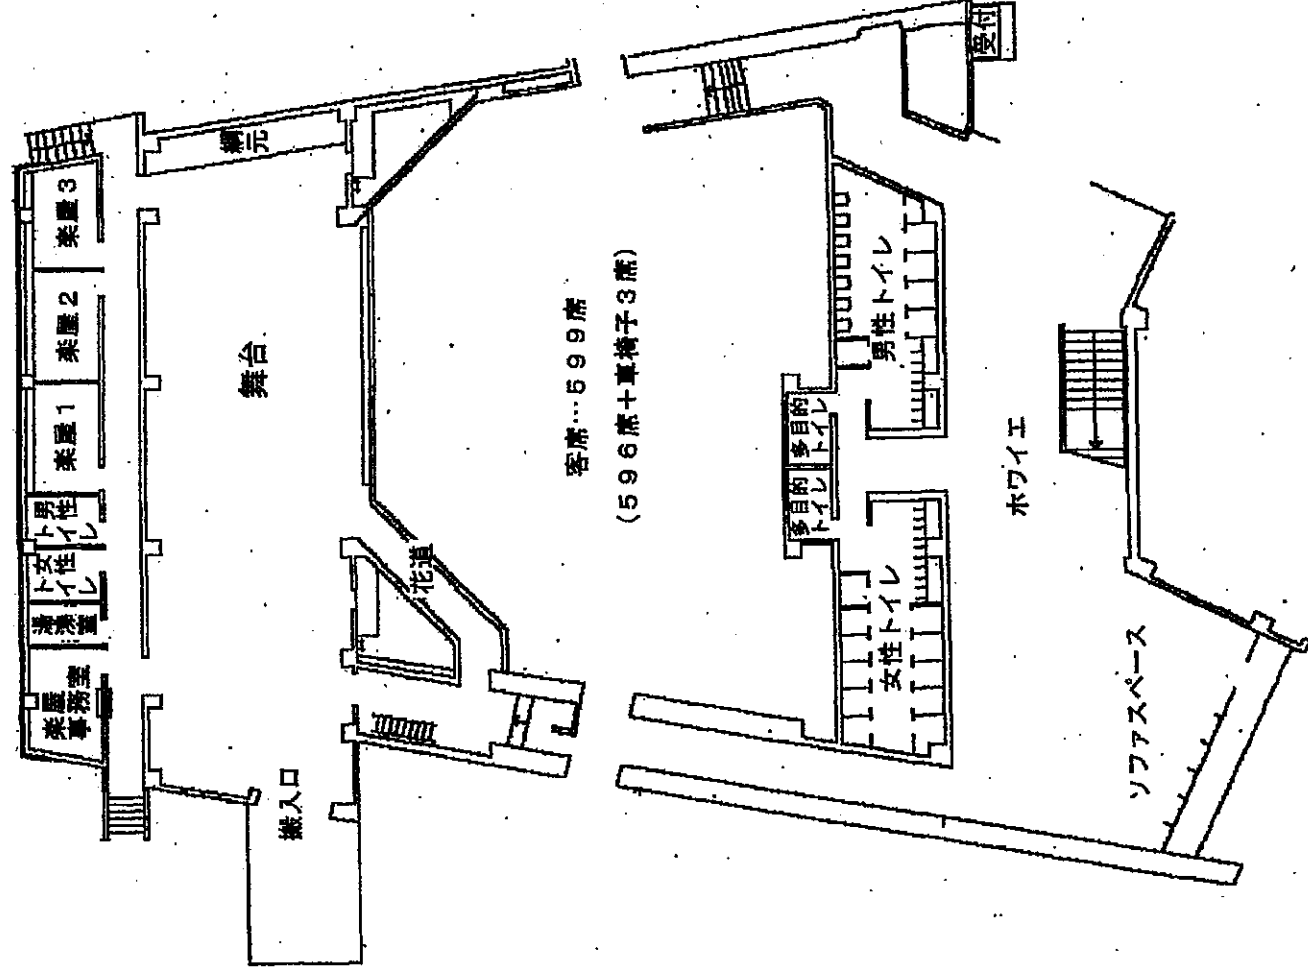 楽屋
事務室
湯沸室
女性
トイレ
男性
トイレ
楽屋1
楽屋2
楽屋3
搬入口
舞台
綱元
花道
客席…599席
(596席+車椅子3席)
多目的
トイレ
多目的
トイレ
女性トイレ
男性トイレ
ホワイエ
ソファスペース
受付